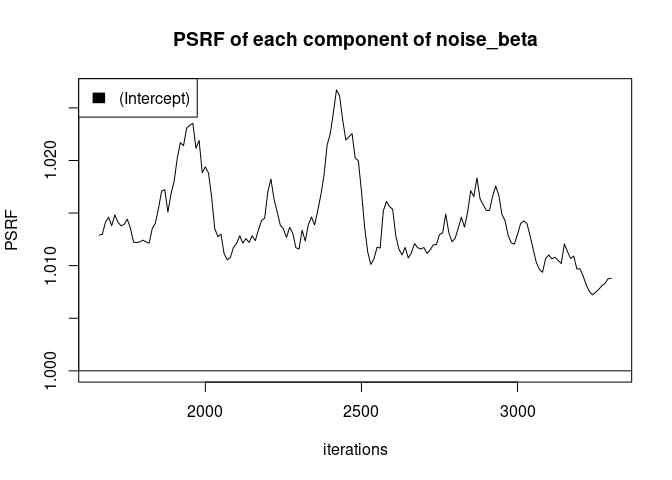 PSRF of each component of noise_beta
(Intercept)
PSRF
1.020
1.010
1.000
2000 2500 3000
iterations